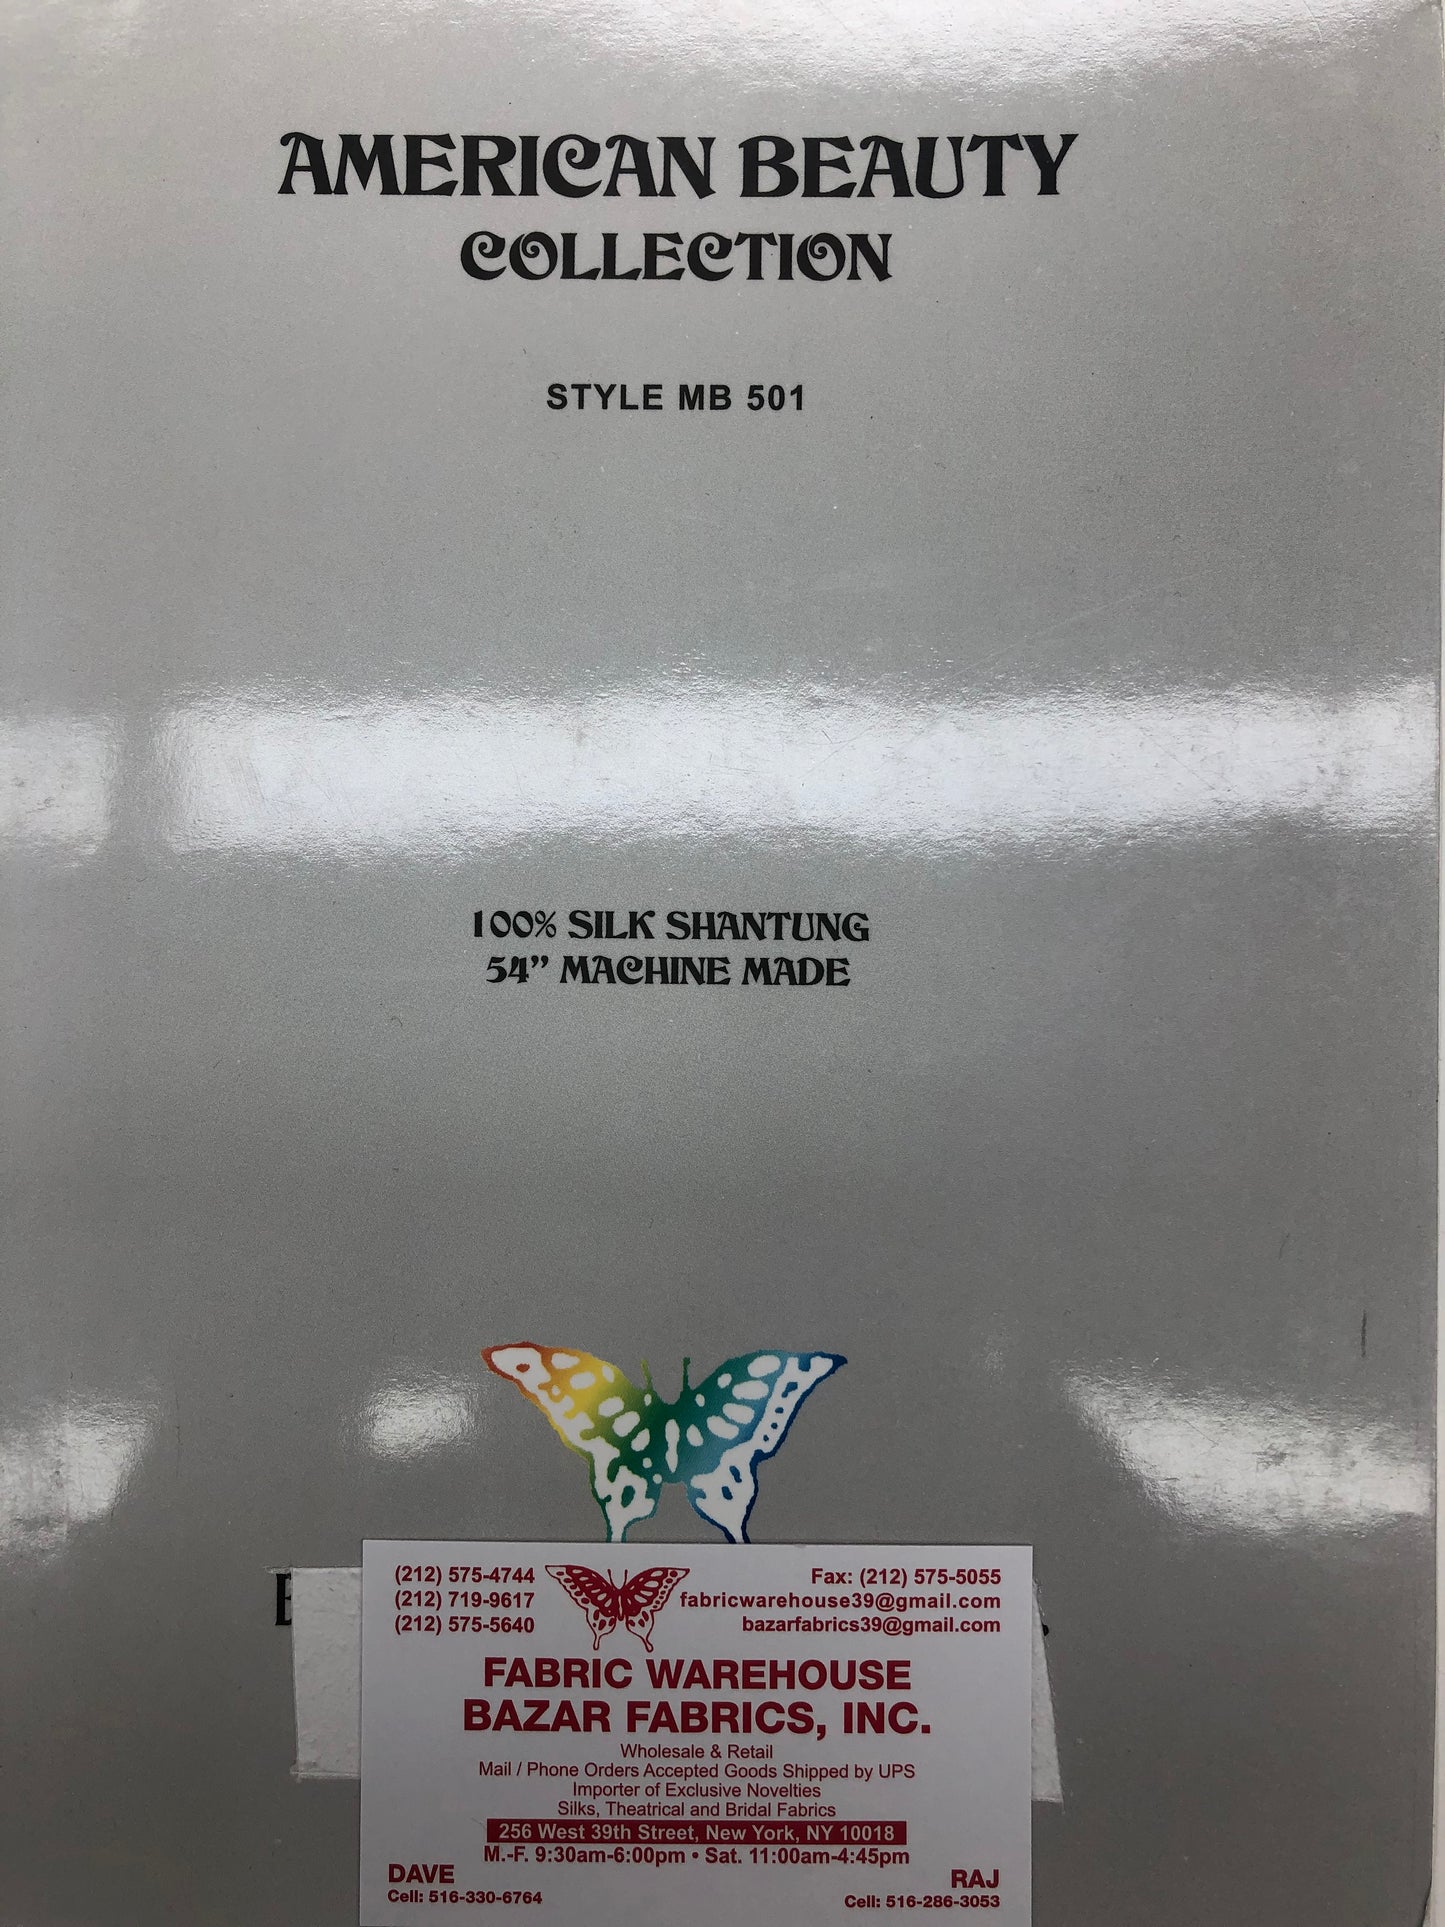 AMERICAN BEAUTY
COLLECTION
STYLE MB 501
100% SILK SHANTUNG
54” MACHINE MADE
(212) 575-4744
(212) 719-9617
(212) 575-5640
Fax: (212) 575-5055
fabricwarehouse39@gmail.com
bazarfabrics39@gmail.com
FABRIC WAREHOUSE
BAZAR FABRICS, INC.
Wholesale & Retail
Mail / Phone Orders Accepted Goods Shipped by UPS
Importer of Exclusive Novelties
Silks, Theatrical and Bridal Fabrics
256 West 39th Street, New York, NY 10018
M.-F. 9:30am-6:00pm • Sat. 11:00am-4:45pm
DAVE
Cell: 516-330-6764
RAJ
Cell: 516-286-3053